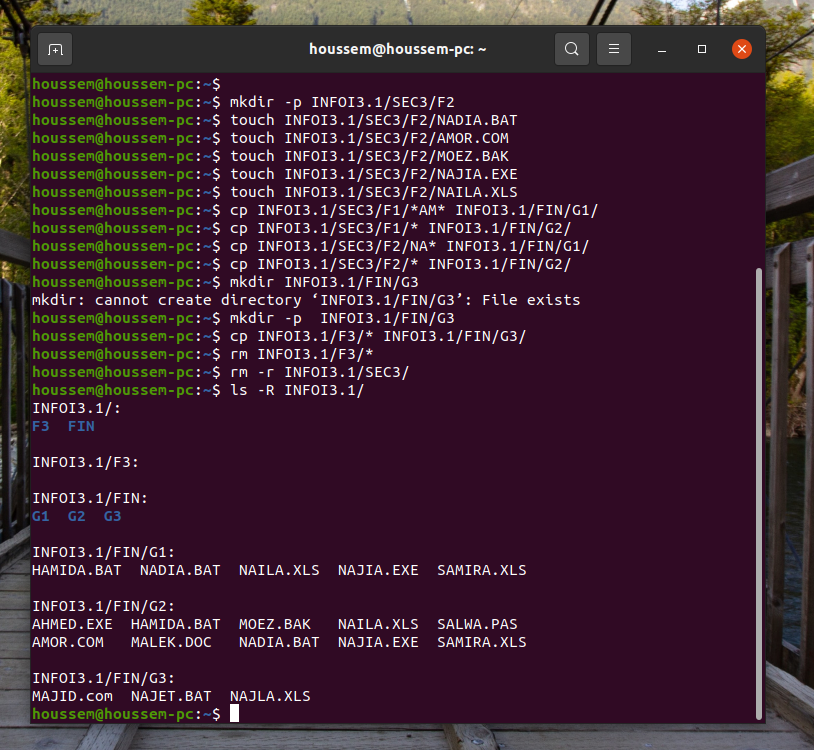 houssem@houssem-pc: ~
houssem@houssem-pc:~$
houssem@houssem-pc:~$ mkdir -p INFOI3.1/SEC3/F2
houssem@houssem-pc:~$ touch INFOI3.1/SEC3/F2/NADIA.BAT
houssem@houssem-pc:~$ touch INFOI3.1/SEC3/F2/AMOR.COM
houssem@houssem-pc:~$ touch INFOI3.1/SEC3/F2/MOEZ.BAK
houssem@houssem-pc:~$ touch INFOI3.1/SEC3/F2/NAJIA.EXE
houssem@houssem-pc:~$ touch INFOI3.1/SEC3/F2/NAILA.XLS
houssem@houssem-pc:~$ cp INFOI3.1/SEC3/F1/*AM* INFOI3.1/FIN/G1/
houssem@houssem-pc:~$ cp INFOI3.1/SEC3/F1/* INFOI3.1/FIN/G2/
houssem@houssem-pc:~$ cp INFOI3.1/SEC3/F2/NA* INFOI3.1/FIN/G1/
houssem@houssem-pc:~$ cp INFOI3.1/SEC3/F2/* INFOI3.1/FIN/G2/
houssem@houssem-pc:~$ mkdir INFOI3.1/FIN/G3
mkdir: cannot create directory ‘INFOI3.1/FIN/G3’: File exists
houssem@houssem-pc:~$ mkdir -p  INFOI3.1/FIN/G3
houssem@houssem-pc:~$ cp INFOI3.1/F3/* INFOI3.1/FIN/G3/
houssem@houssem-pc:~$ rm INFOI3.1/F3/*
houssem@houssem-pc:~$ rm -r INFOI3.1/SEC3/
houssem@houssem-pc:~$ ls -R INFOI3.1/
INFOI3.1/:
F3  FIN
INFOI3.1/F3:
INFOI3.1/FIN:
G1  G2  G3
INFOI3.1/FIN/G1:
HAMIDA.BAT  NADIA.BAT  NAILA.XLS  NAJIA.EXE  SAMIRA.XLS
INFOI3.1/FIN/G2:
AHMED.EXE  HAMIDA.BAT  MOEZ.BAK   NAILA.XLS  SALWA.PAS
AMOR.COM   MALEK.DOC   NADIA.BAT  NAJIA.EXE  SAMIRA.XLS
INFOI3.1/FIN/G3:
MAJID.com  NAJET.BAT  NAJLA.XLS
houssem@houssem-pc:~$